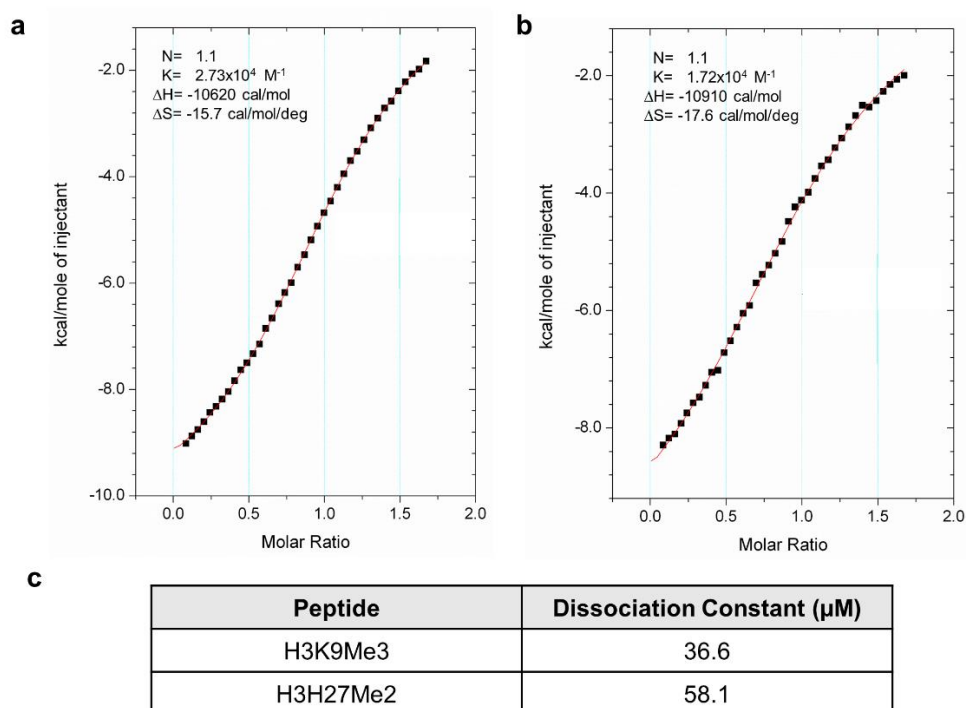 a
N= 1.1
K= 2.73x10⁴ M⁻¹
ΔH= -10620 cal/mol
ΔS= -15.7 cal/mol/deg
kcal/mole of injectant
-2.0
-4.0
-6.0
-8.0
-10.0
0.0 0.5 1.0 1.5 2.0
Molar Ratio
b
N= 1.1
K= 1.72x10⁴ M⁻¹
ΔH= -10910 cal/mol
ΔS= -17.6 cal/mol/deg
kcal/mole of injectant
-2.0
-4.0
-6.0
-8.0
0.0 0.5 1.0 1.5 2.0
Molar Ratio
c
Peptide Dissociation Constant (µM)
H3K9Me3 36.6
H3H27Me2 58.1